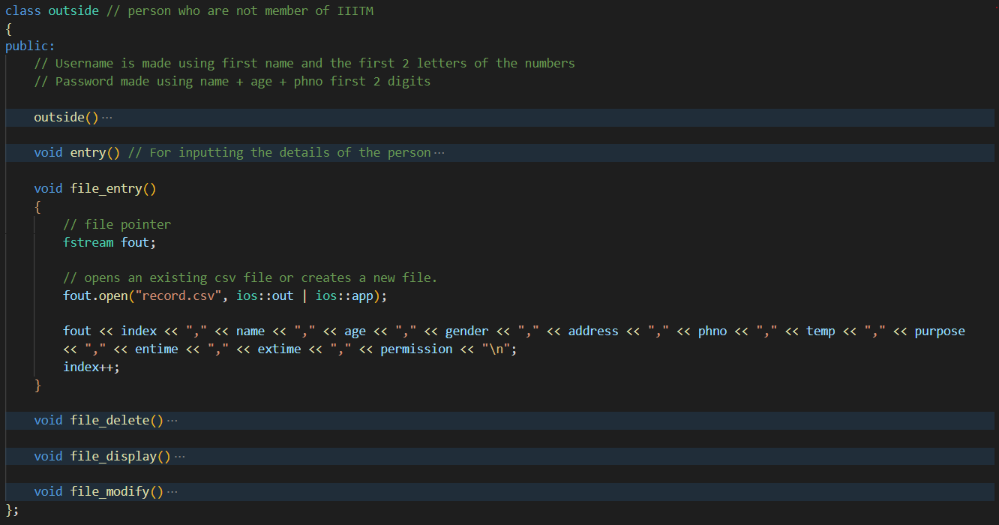 class outside // person who are not member of IIITM
{
public:
    // Username is made using first name and the first 2 letters of the numbers
    // Password made using name + age + phno first 2 digits
    outside()···
    void entry() // For inputting the details of the person···
    void file_entry()
    {
        // file pointer
        fstream fout;
        // opens an existing csv file or creates a new file.
        fout.open("record.csv", ios::out | ios::app);
        fout << index << "," << name << "," << age << "," << gender << "," << address << "," << phno << "," << temp << "," << purpose
        << "," << entime << "," << extime << "," << permission << "\n";
        index++;
    }
    void file_delete()···
    void file_display()···
    void file_modify()···
};